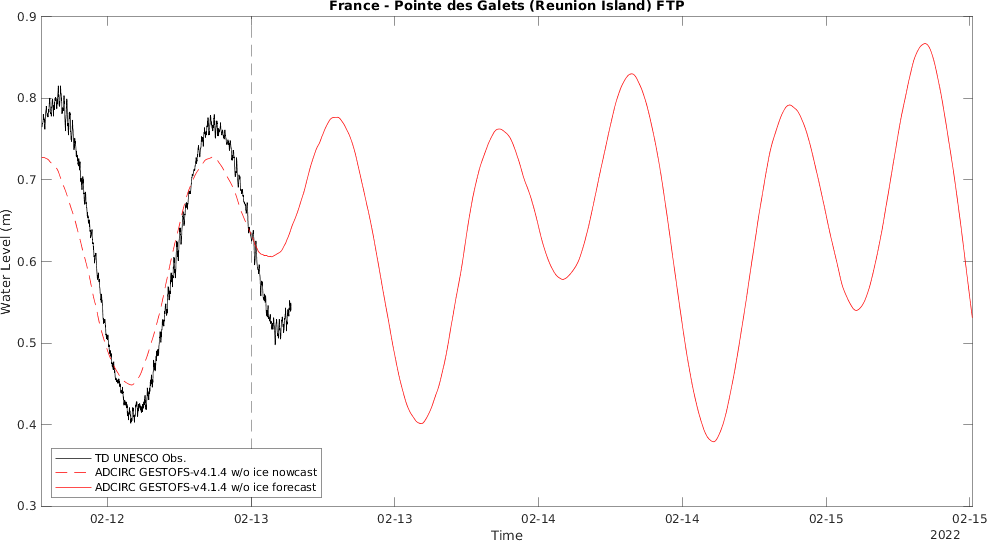 France - Pointe des Galets (Reunion Island) FTP
0.9
0.8
0.7
0.6
0.5
0.4
0.3
Water Level (m)
TD UNESCO Obs.
ADCIRC GESTOFS-v4.1.4 w/o ice nowcast
ADCIRC GESTOFS-v4.1.4 w/o ice forecast
02-12 02-13 02-13 02-14 02-14 02-15 02-15
Time
2022